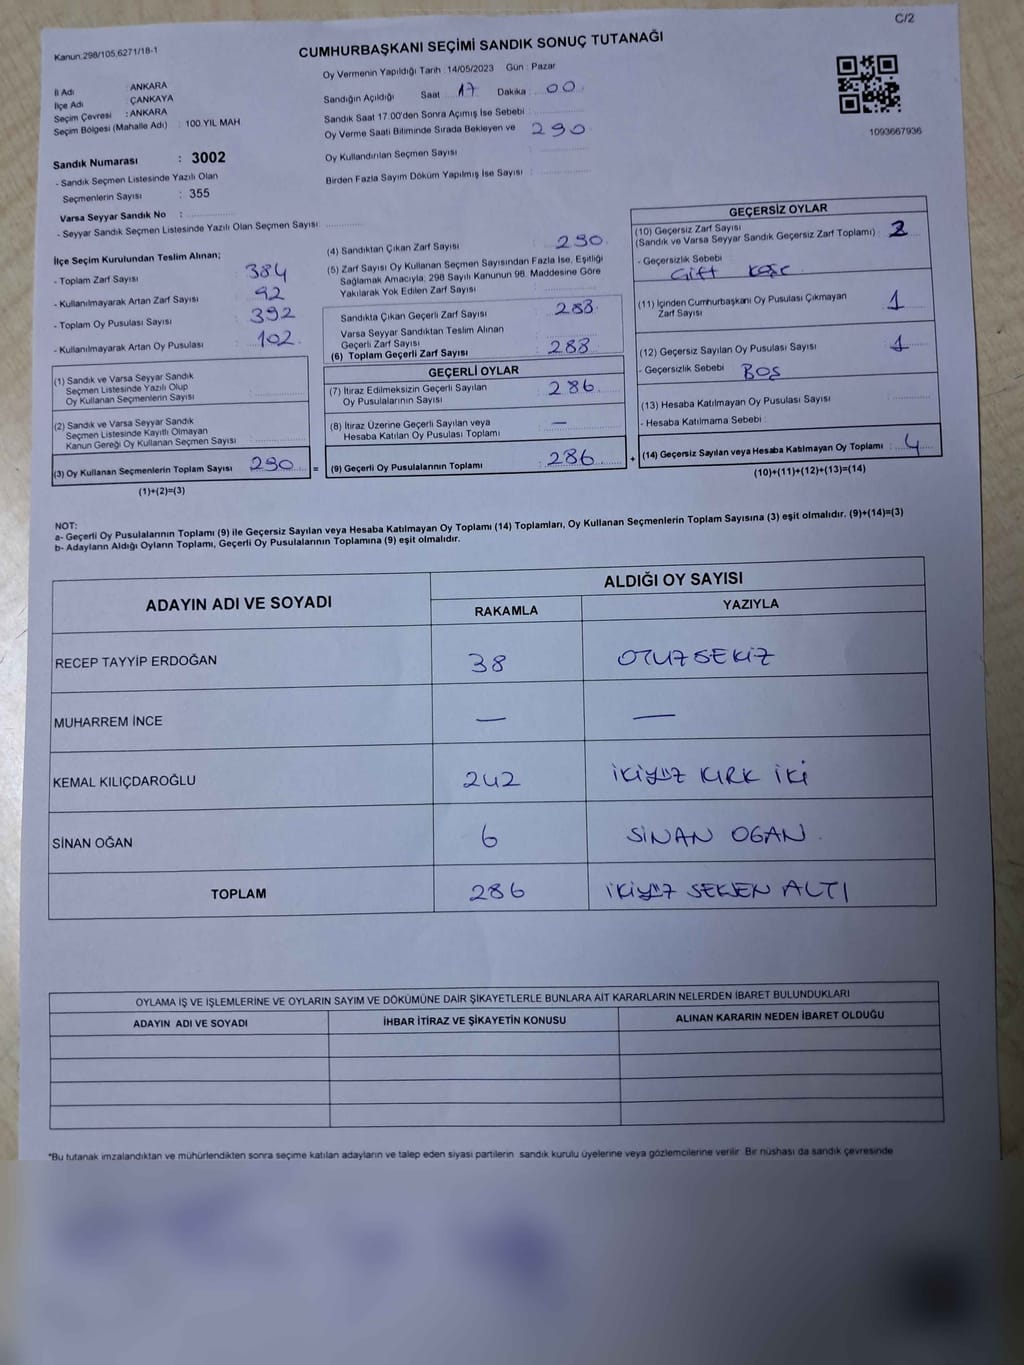 C/2
Kanun:298/105,6271/18-1
CUMHURBAŞKANI SEÇİMİ SANDIK SONUÇ TUTANAĞI
Oy Vermenin Yapıldığı Tarih : 14/05/2023 Gün : Pazar
İl Adı : ANKARA
İlçe Adı : ÇANKAYA
Seçim Çevresi : ANKARA
Seçim Bölgesi (Mahalle Adı) : 100.YIL MAH
Sandık Numarası : 3002
- Sandık Seçmen Listesinde Yazılı Olan
Seçmenlerin Sayısı : 355
Varsa Seyyar Sandık No :
- Seyyar Sandık Seçmen Listesinde Yazılı Olan Seçmen Sayısı :
Sandığın Açıldığı Saat 17 Dakika 00
Sandık Saat 17.00'den Sonra Açımış İse Sebebi :
Oy Verme Saati Bitiminde Sırada Bekleyen ve 290
Oy Kullandırılan Seçmen Sayısı :
Birden Fazla Sayım Döküm Yapılmış İse Sayısı :
1093667936
İlçe Seçim Kurulundan Teslim Alınan;
- Toplam Zarf Sayısı : 384
- Kullanılmayarak Artan Zarf Sayısı : 92
- Toplam Oy Pusulası Sayısı : 392
- Kullanılmayarak Artan Oy Pusulası : 102
(1) Sandık ve Varsa Seyyar Sandık
Seçmen Listesinde Yazılı Olup
Oy Kullanan Seçmenlerin Sayısı :
(2) Sandık ve Varsa Seyyar Sandık
Seçmen Listesinde Kayıtlı Olmayan
Kanun Gereği Oy Kullanan Seçmen Sayısı :
(3) Oy Kullanan Seçmenlerin Toplam Sayısı : 290 =
(1)+(2)=(3)
(4) Sandıktan Çıkan Zarf Sayısı : 290
(5) Zarf Sayısı Oy Kullanan Seçmen Sayısından Fazla İse, Eşitliği
Sağlamak Amacıyla; 298 Sayılı Kanunun 98. Maddesine Göre
Yakılarak Yok Edilen Zarf Sayısı :
Sandıkta Çıkan Geçerli Zarf Sayısı : 288
Varsa Seyyar Sandıktan Teslim Alınan
Geçerli Zarf Sayısı :
(6) Toplam Geçerli Zarf Sayısı : 288
GEÇERLİ OYLAR
(7) İtiraz Edilmeksizin Geçerli Sayılan
Oy Pusulalarının Sayısı : 286
(8) İtiraz Üzerine Geçerli Sayılan veya
Hesaba Katılan Oy Pusulası Toplamı : —
(9) Geçerli Oy Pusulalarının Toplamı : 286 +
GEÇERSİZ OYLAR
(10) Geçersiz Zarf Sayısı
(Sandık ve Varsa Seyyar Sandık Geçersiz Zarf Toplamı) : 2
- Geçersizlik Sebebi :
Çift kaşe
(11) İçinden Cumhurbaşkanı Oy Pusulası Çıkmayan
Zarf Sayısı : 1
(12) Geçersiz Sayılan Oy Pusulası Sayısı : 1
- Geçersizlik Sebebi : BOŞ
(13) Hesaba Katılmayan Oy Pusulası Sayısı :
- Hesaba Katılmama Sebebi :
(14) Geçersiz Sayılan veya Hesaba Katılmayan Oy Toplamı : 4
(10)+(11)+(12)+(13)=(14)
NOT:
a- Geçerli Oy Pusulalarının Toplamı (9) ile Geçersiz Sayılan veya Hesaba Katılmayan Oy Toplamı (14) Toplamları, Oy Kullanan Seçmenlerin Toplam Sayısına (3) eşit olmalıdır. (9)+(14)=(3)
b- Adayların Aldığı Oyların Toplamı, Geçerli Oy Pusulalarının Toplamına (9) eşit olmalıdır.
ADAYIN ADI VE SOYADI
ALDIĞI OY SAYISI
RAKAMLA YAZIYLA
RECEP TAYYİP ERDOĞAN 38 OTUZ SEKİZ
MUHARREM İNCE — —
KEMAL KILIÇDAROĞLU 242 İKİYÜZ KIRK İKİ
SİNAN OĞAN 6 SİNAN OGAN
TOPLAM 286 İKİYÜZ SEKSEN ALTI
OYLAMA İŞ VE İŞLEMLERİNE VE OYLARIN SAYIM VE DÖKÜMÜNE DAİR ŞİKAYETLERLE BUNLARA AİT KARARLARIN NELERDEN İBARET BULUNDUKLARI
ADAYIN ADI VE SOYADI İHBAR İTİRAZ VE ŞİKAYETİN KONUSU ALINAN KARARIN NEDEN İBARET OLDUĞU
*Bu tutanak imzalandıktan ve mühürlendikten sonra seçime katılan adayların ve talep eden siyasi partilerin sandık kurulu üyelerine veya gözlemcilerine verilir. Bir nüshası da sandık çevresinde